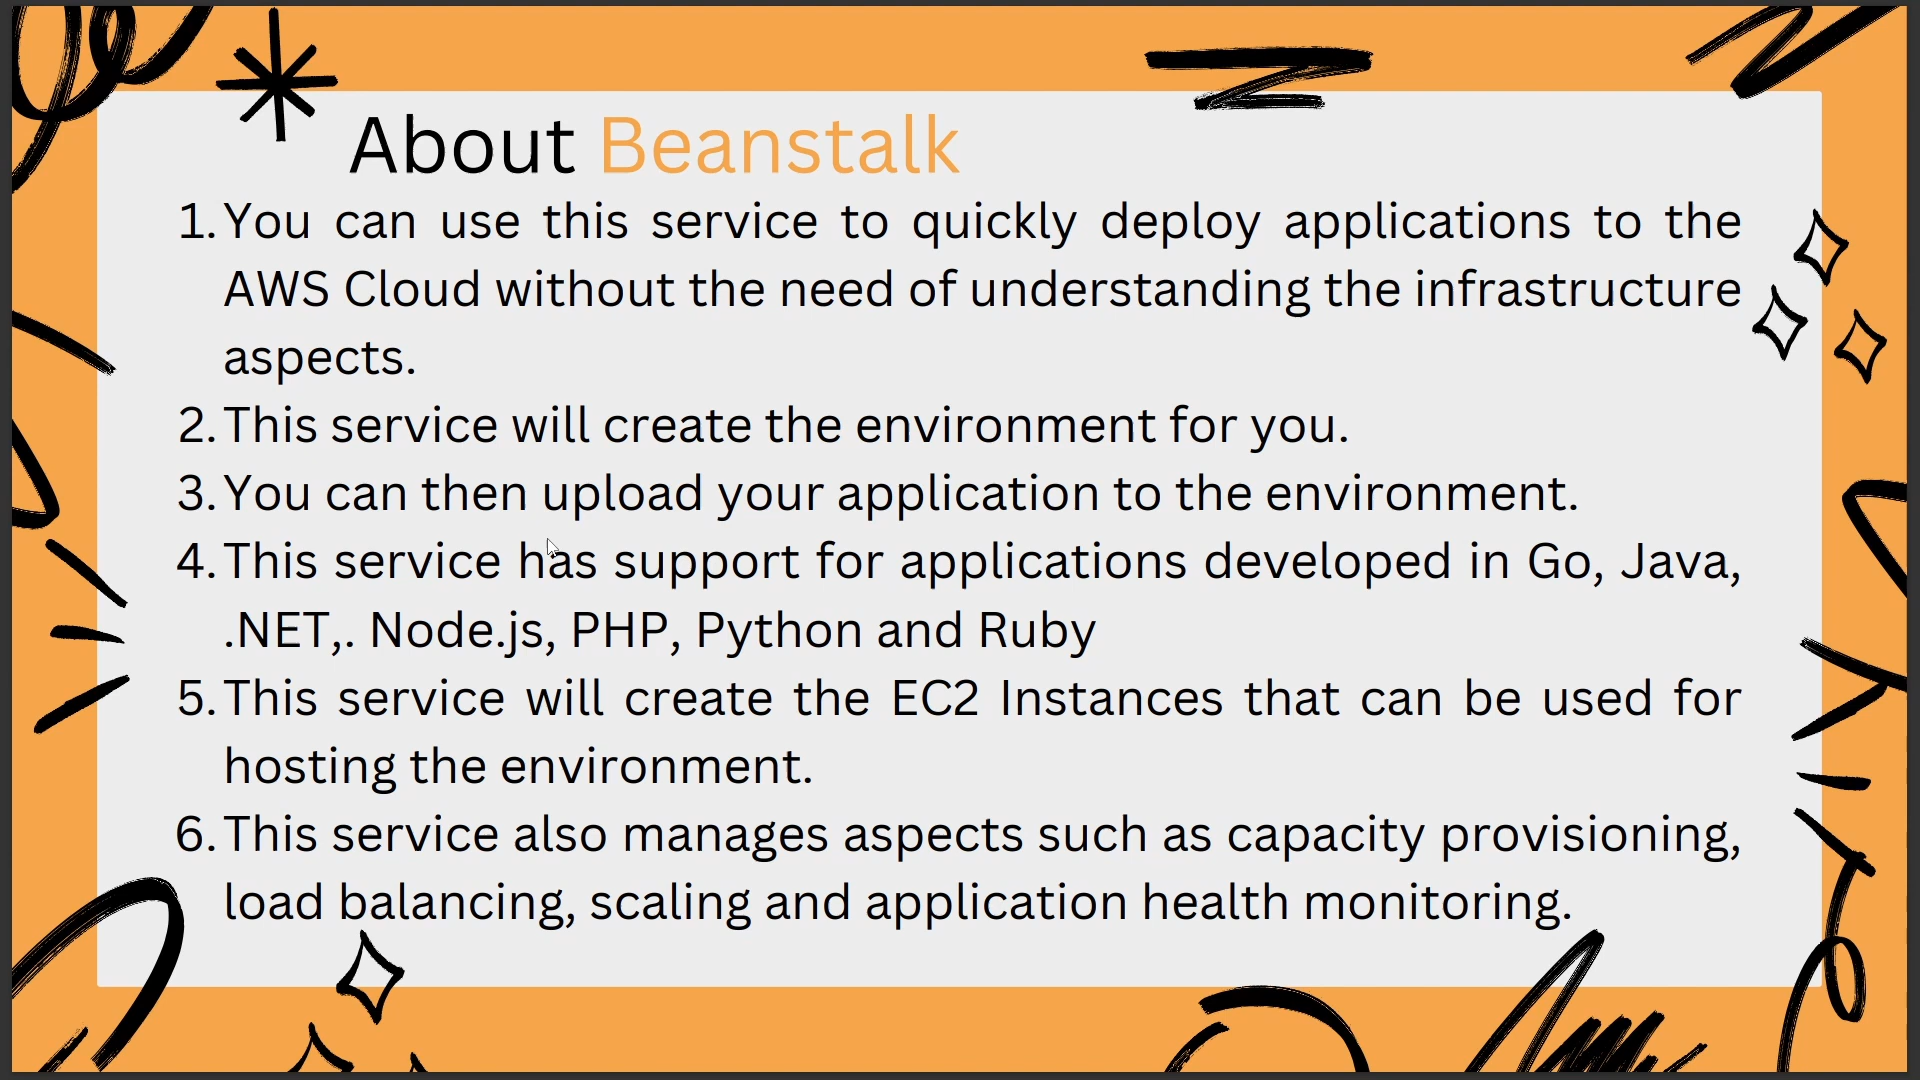 About Beanstalk
1. You can use this service to quickly deploy applications to the
AWS Cloud without the need of understanding the infrastructure
aspects.
2. This service will create the environment for you.
3. You can then upload your application to the environment.
4. This service has support for applications developed in Go, Java,
.NET,. Node.js, PHP, Python and Ruby
5. This service will create the EC2 Instances that can be used for
hosting the environment.
6. This service also manages aspects such as capacity provisioning,
load balancing, scaling and application health monitoring.